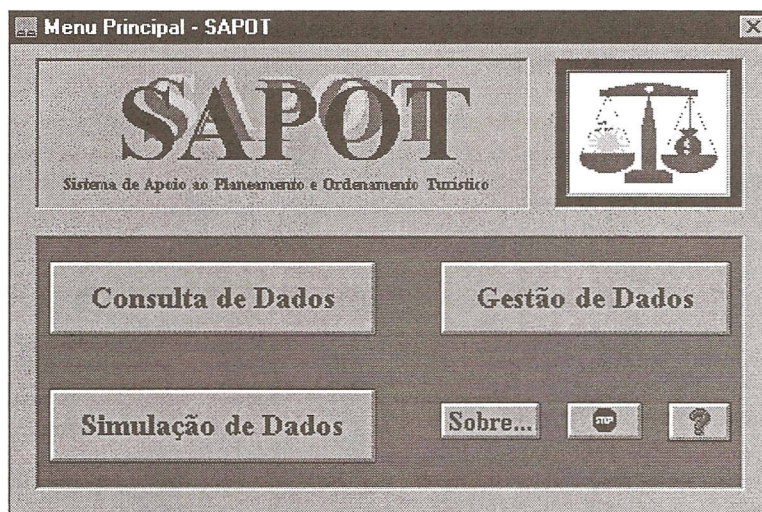 Menu Principal - SAPOT
SAPOT
Sistema de Apoio ao Planeamento e Ordenamento Turístico
$
Consulta de Dados
Gestão de Dados
Simulação de Dados
Sobre...
STOP
?